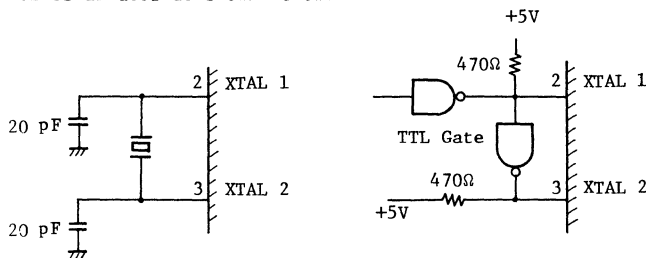 +5V
470Ω
2 XTAL 1
2 XTAL 1
20 pF
TTL Gate
470Ω
3 XTAL 2
3 XTAL 2
+5V
20 pF